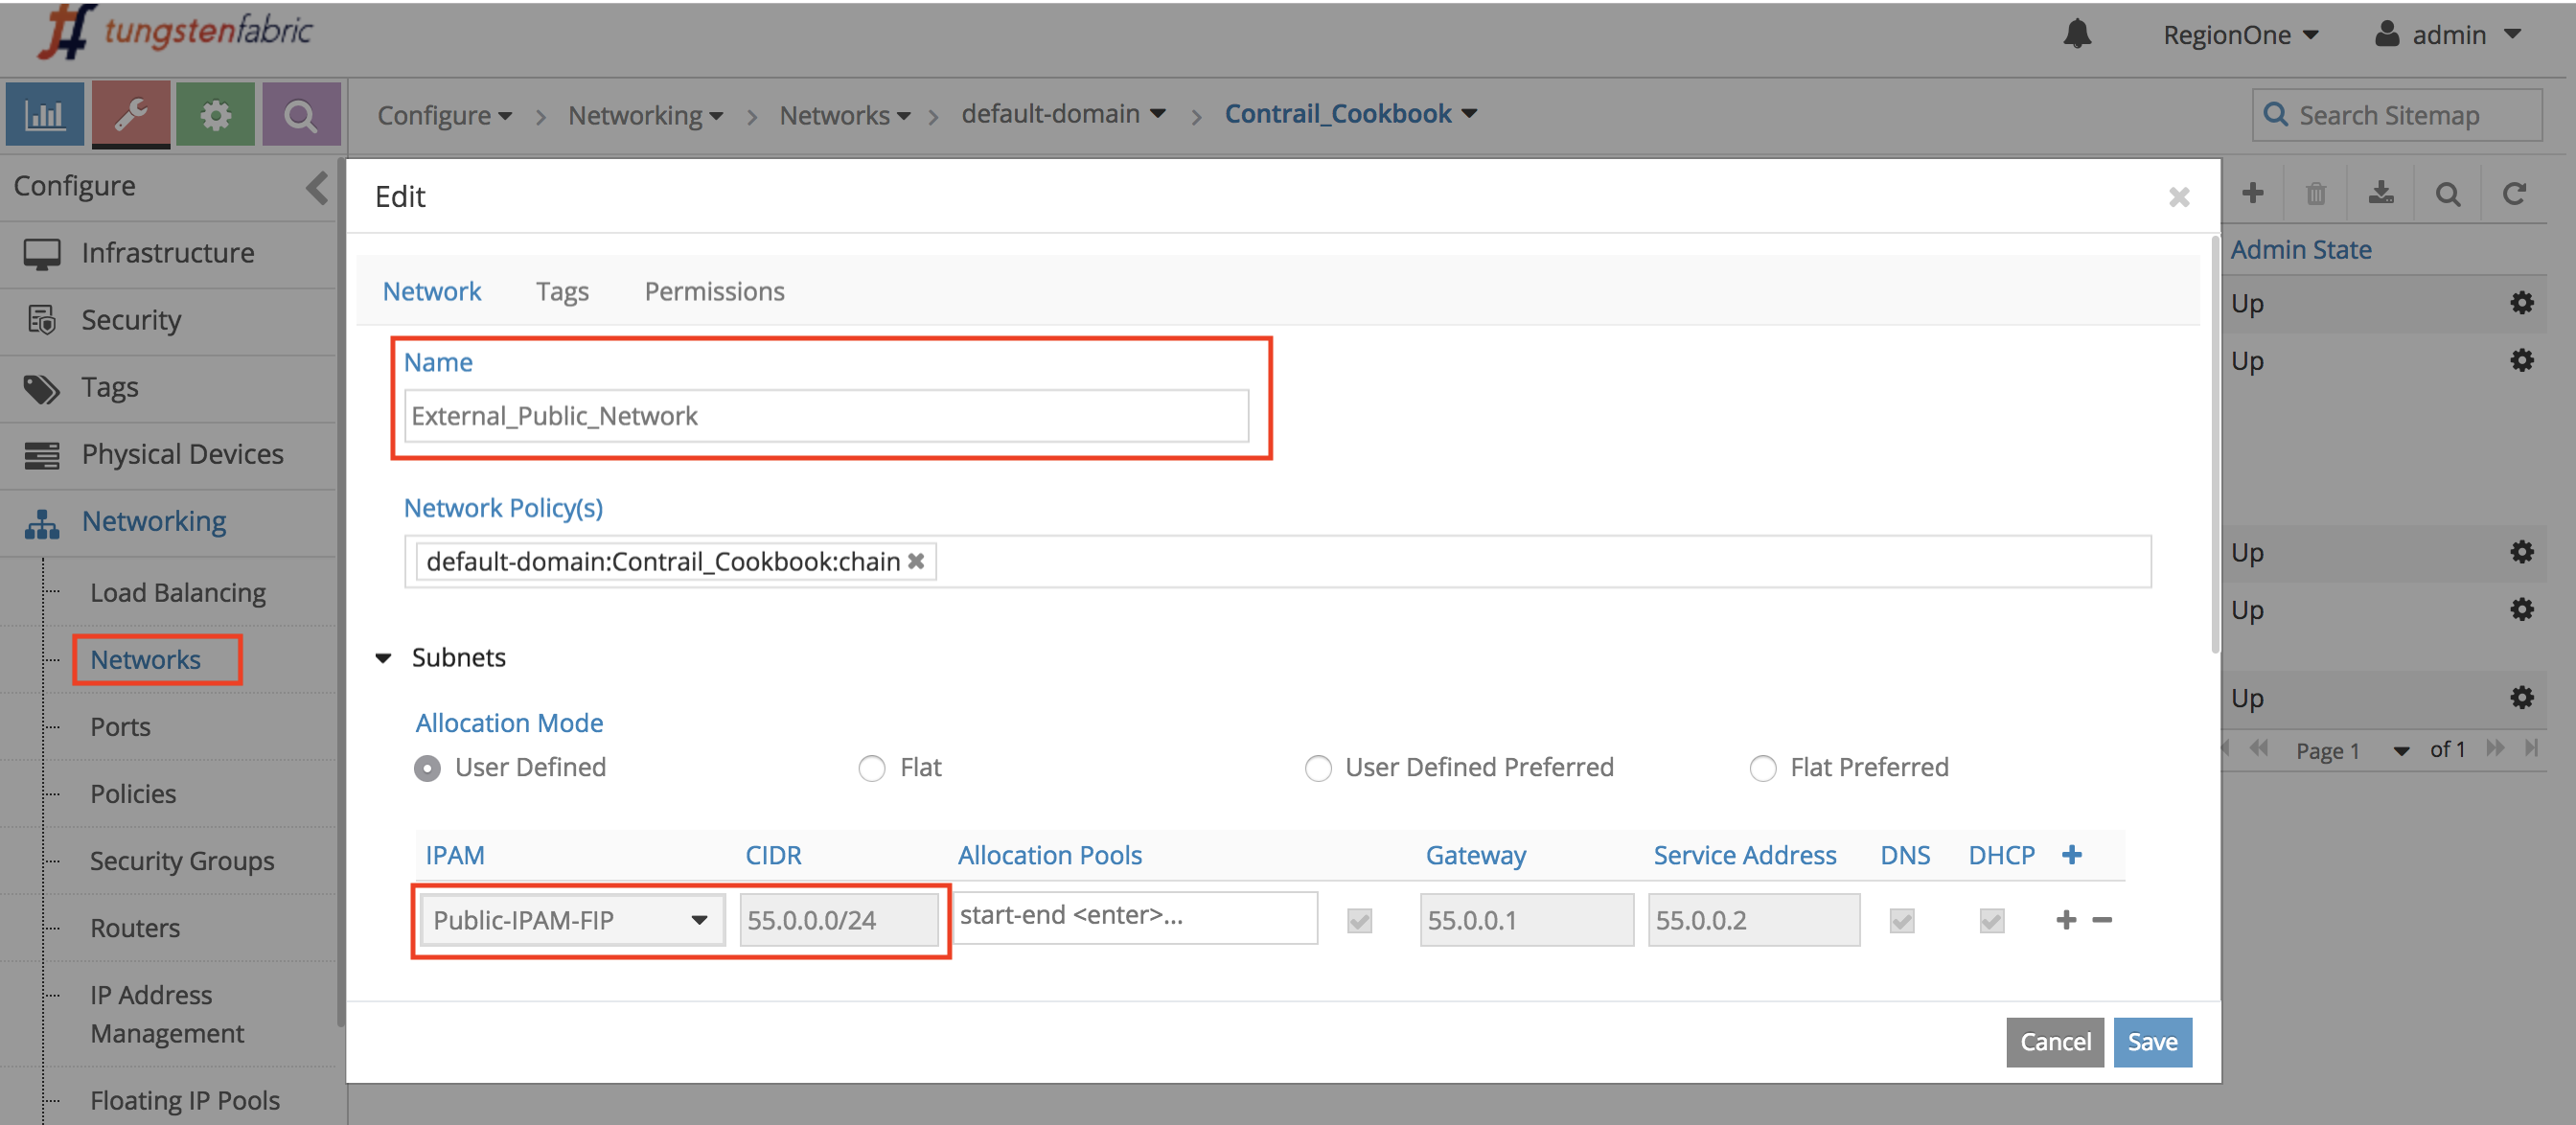 tungstenfabric
RegionOne
admin
Configure > Networking > Networks > default-domain > Contrail_Cookbook
Search Sitemap
Configure
Infrastructure
Security
Tags
Physical Devices
Networking
Load Balancing
Networks
Ports
Policies
Security Groups
Routers
IP Address
Management
Floating IP Pools
Edit
Network Tags Permissions
Name
External_Public_Network
Network Policy(s)
default-domain:Contrail_Cookbook:chain
Subnets
Allocation Mode
User Defined Flat User Defined Preferred Flat Preferred
IPAM CIDR Allocation Pools Gateway Service Address DNS DHCP
Public-IPAM-FIP 55.0.0.0/24 start-end <enter>... 55.0.0.1 55.0.0.2
Cancel Save
Admin State
Up
Up
Up
Up
Up
Page 1 of 1